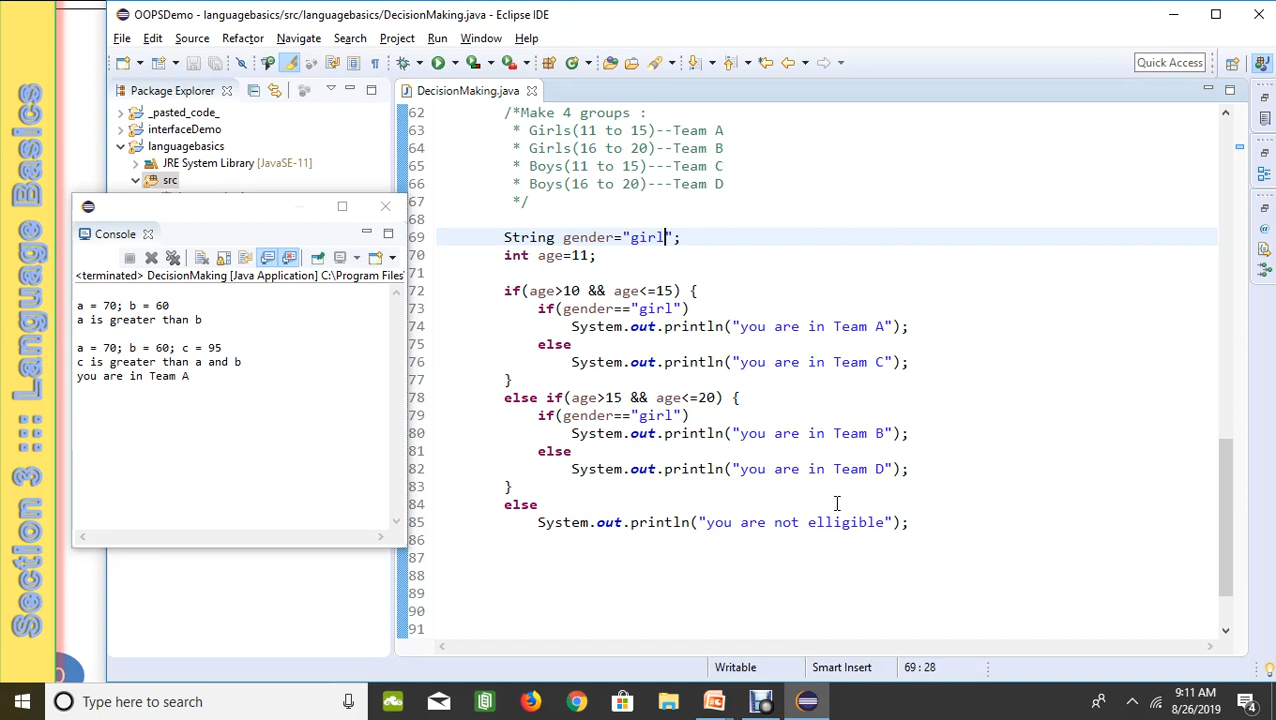 Section 3 ::: Language Basics
OOPSDemo - languagebasics/src/languagebasics/DecisionMaking.java - Eclipse IDE
File Edit Source Refactor Navigate Search Project Run Window Help
Quick Access
Package Explorer
_pasted_code_
interfaceDemo
languagebasics
JRE System Library [JavaSE-11]
src
Console
<terminated> DecisionMaking [Java Application] C:\Program Files
a = 70; b = 60
a is greater than b
a = 70; b = 60; c = 95
c is greater than a and b
you are in Team A
DecisionMaking.java
62 /*Make 4 groups :
63 * Girls(11 to 15)--Team A
64 * Girls(16 to 20)--Team B
65 * Boys(11 to 15)---Team C
66 * Boys(16 to 20)---Team D
67 */
68
69 String gender="girl";
70 int age=11;
71
72 if(age>10 && age<=15) {
73 if(gender=="girl")
74 System.out.println("you are in Team A");
75 else
76 System.out.println("you are in Team C");
77 }
78 else if(age>15 && age<=20) {
79 if(gender=="girl")
80 System.out.println("you are in Team B");
81 else
82 System.out.println("you are in Team D");
83 }
84 else
85 System.out.println("you are not elligible");
86
87
88
89
90
91
Writable Smart Insert 69 : 28
Type here to search
9:11 AM
8/26/2019
4